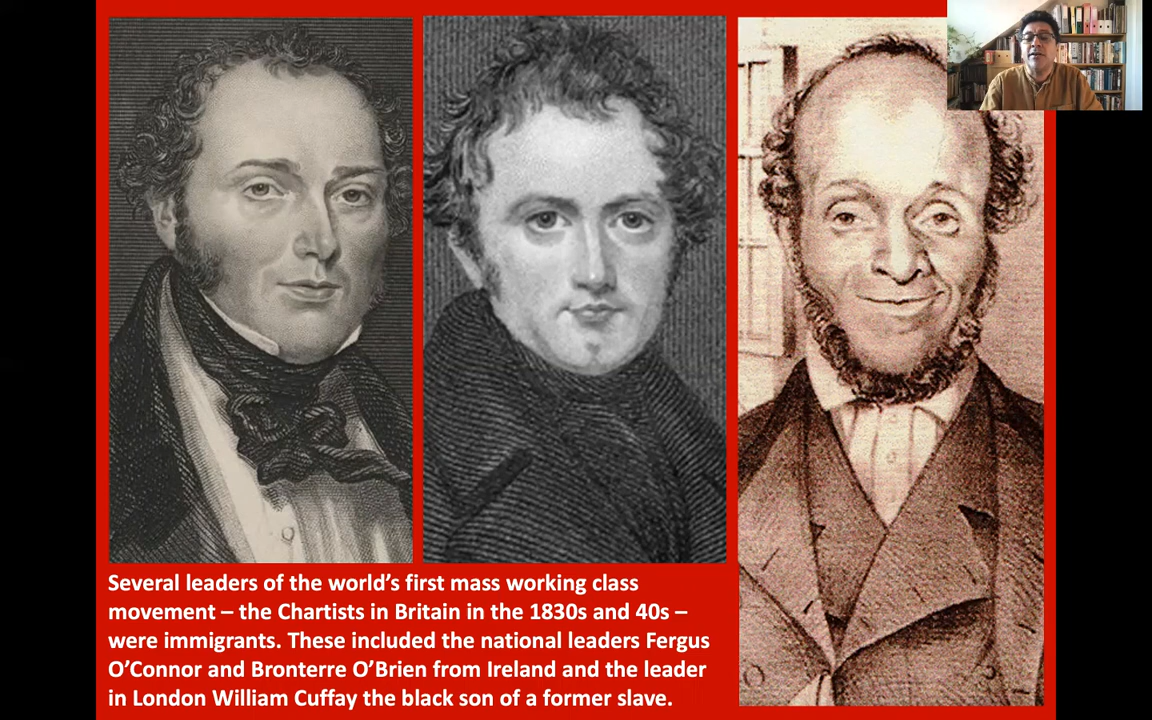 Several leaders of the world’s first mass working class
movement – the Chartists in Britain in the 1830s and 40s –
were immigrants. These included the national leaders Fergus
O’Connor and Bronterre O’Brien from Ireland and the leader
in London William Cuffay the black son of a former slave.